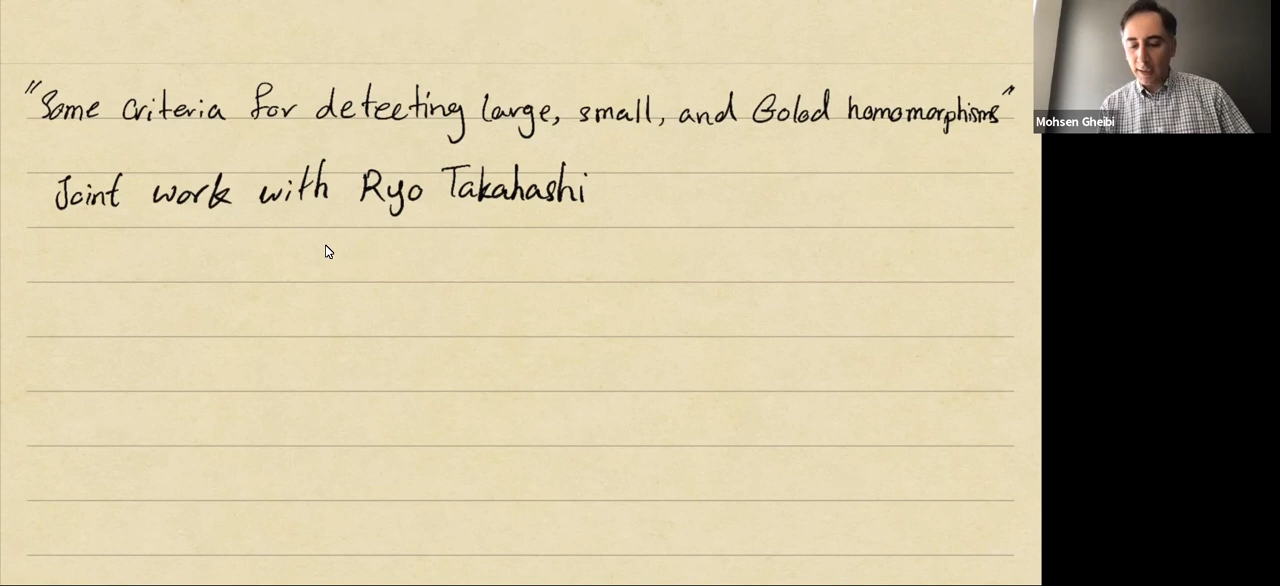 "Some criteria for detecting large, small, and Golod homomorphisms"
Joint work with Ryo Takahashi
Mohsen Gheibi